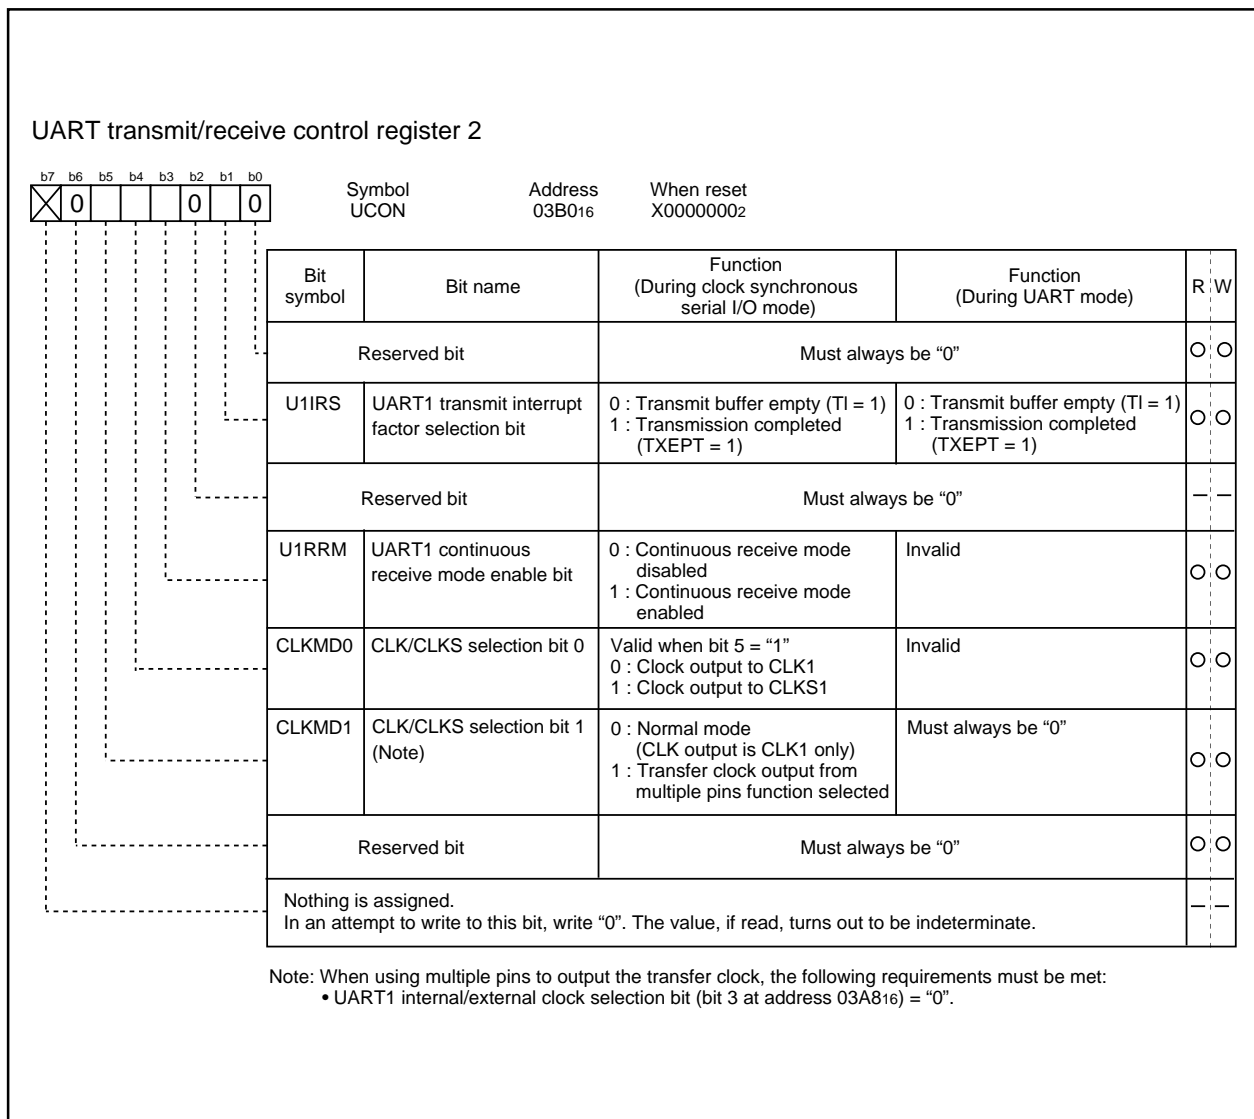 UART transmit/receive control register 2
b7 b6 b5 b4 b3 b2 b1 b0
0 0 0
Symbol Address When reset
UCON 03B016 X00000002
Bit symbol Bit name Function (During clock synchronous serial I/O mode) Function (During UART mode) R W
Reserved bit Must always be “0”
U1IRS UART1 transmit interrupt factor selection bit
0 : Transmit buffer empty (TI = 1)
1 : Transmission completed
(TXEPT = 1)
0 : Transmit buffer empty (TI = 1)
1 : Transmission completed
(TXEPT = 1)
Reserved bit Must always be “0”
U1RRM UART1 continuous receive mode enable bit
0 : Continuous receive mode
disabled
1 : Continuous receive mode
enabled
Invalid
CLKMD0 CLK/CLKS selection bit 0
Valid when bit 5 = “1”
0 : Clock output to CLK1
1 : Clock output to CLKS1
Invalid
CLKMD1 CLK/CLKS selection bit 1
(Note)
0 : Normal mode
(CLK output is CLK1 only)
1 : Transfer clock output from
multiple pins function selected
Must always be “0”
Reserved bit Must always be “0”
Nothing is assigned.
In an attempt to write to this bit, write “0”. The value, if read, turns out to be indeterminate.
Note: When using multiple pins to output the transfer clock, the following requirements must be met:
• UART1 internal/external clock selection bit (bit 3 at address 03A816) = “0”.